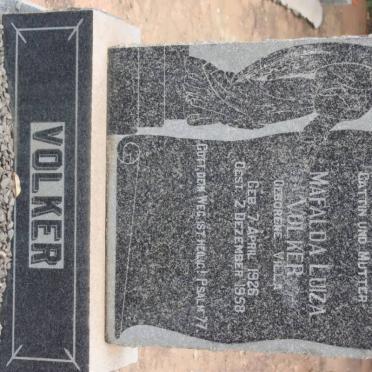 GATTIN UND MUTTER
MAFALDA LUIZA
VOLKER
GEBORENE
GEB. 7. APRIL 1926
GEST. 2. DEZEMBER 1958
GOTT, DEIN WEG IST HEILIG! PSALM 77
VOLKER